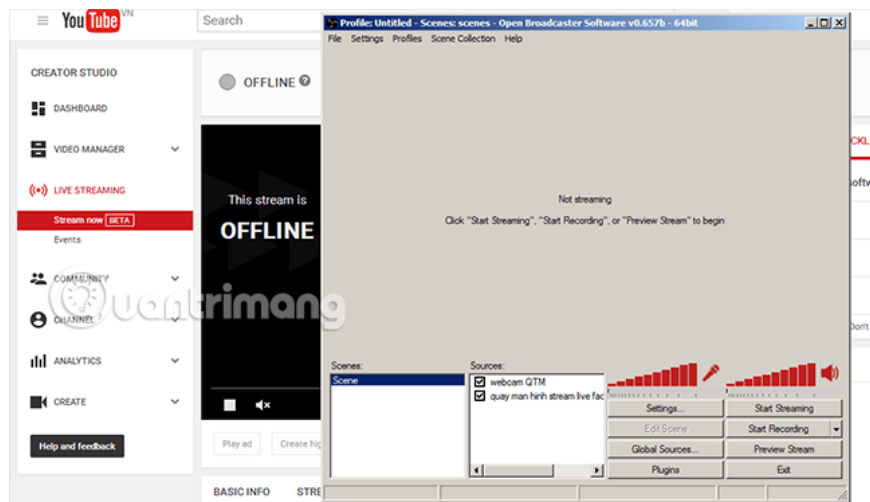 YouTube VN
Search
CREATOR STUDIO
DASHBOARD
VIDEO MANAGER
LIVE STREAMING
Stream now BETA
Events
COMMUNITY
CHANNEL
ANALYTICS
CREATE
Help and feedback
OFFLINE
This stream is
OFFLINE
Play ad
Create hig
BASIC INFO STRE
Quantrimang
Profile: Untitled - Scenes: scenes - Open Broadcaster Software v0.657b - 64bit
File Settings Profiles Scene Collection Help
Not streaming
Click "Start Streaming", "Start Recording", or "Preview Stream" to begin
Scenes:
Scene
Sources:
webcam QTM
quay man hinh stream live fac
Settings...
Start Streaming
Edit Scene
Start Recording
Global Sources...
Preview Stream
Plugins
Exit
CKL
oftw
Don't